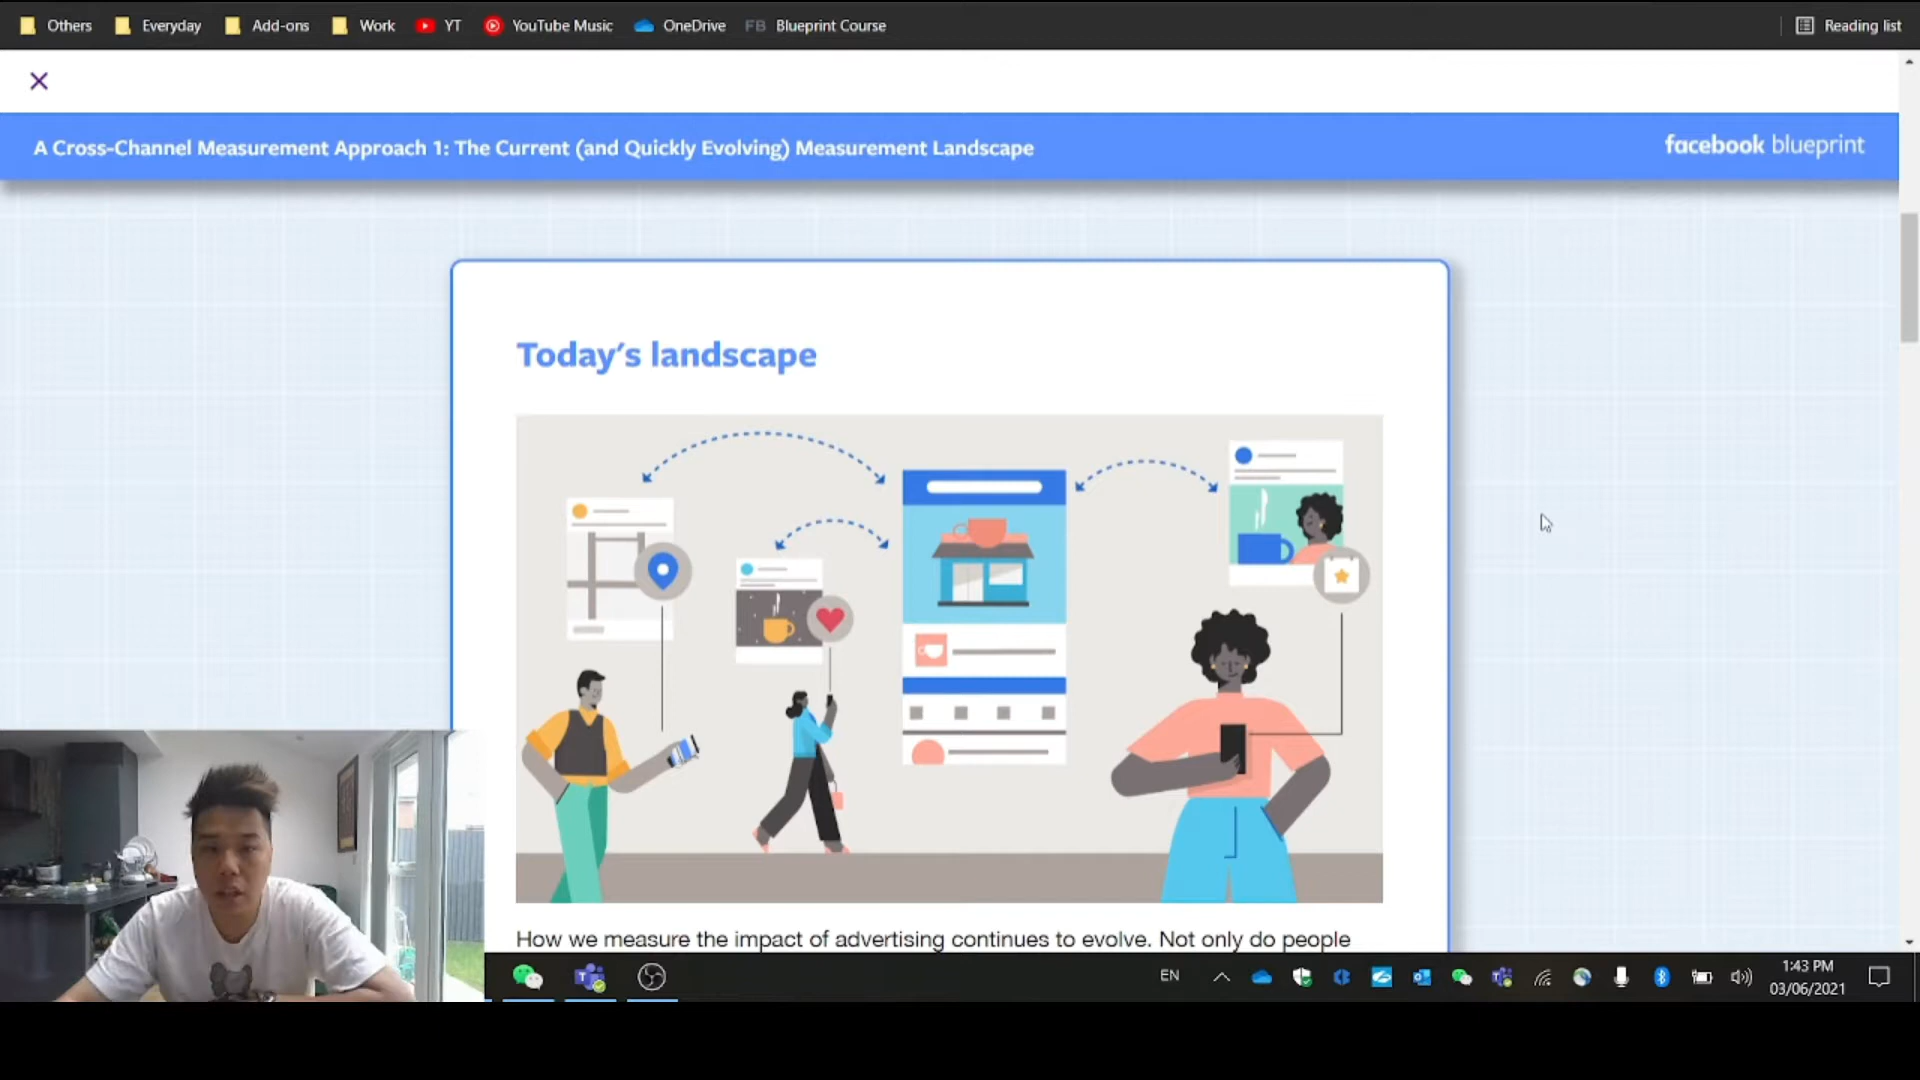 Others Everyday Add-ons Work YT YouTube Music OneDrive FB Blueprint Course Reading list
A Cross-Channel Measurement Approach 1: The Current (and Quickly Evolving) Measurement Landscape facebook blueprint
Today's landscape
How we measure the impact of advertising continues to evolve. Not only do people
EN 1:43 PM
03/06/2021